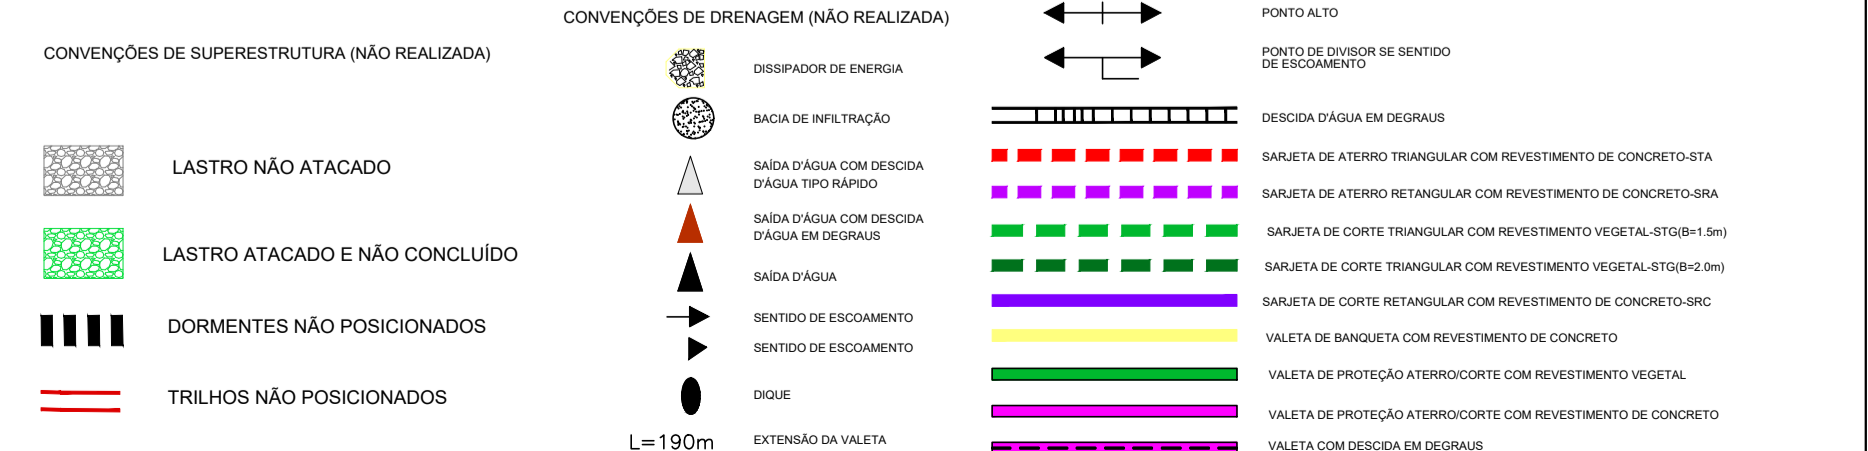 CONVENÇÕES DE SUPERESTRUTURA (NÃO REALIZADA)
LASTRO NÃO ATACADO
LASTRO ATACADO E NÃO CONCLUÍDO
DORMENTES NÃO POSICIONADOS
TRILHOS NÃO POSICIONADOS
CONVENÇÕES DE DRENAGEM (NÃO REALIZADA)
DISSIPADOR DE ENERGIA
BACIA DE INFILTRAÇÃO
SAÍDA D'ÁGUA COM DESCIDA
D'ÁGUA TIPO RÁPIDO
SAÍDA D'ÁGUA COM DESCIDA
D'ÁGUA EM DEGRAUS
SAÍDA D'ÁGUA
SENTIDO DE ESCOAMENTO
SENTIDO DE ESCOAMENTO
DIQUE
L=190m EXTENSÃO DA VALETA
PONTO ALTO
PONTO DE DIVISOR SE SENTIDO
DE ESCOAMENTO
DESCIDA D'ÁGUA EM DEGRAUS
SARJETA DE ATERRO TRIANGULAR COM REVESTIMENTO DE CONCRETO-STA
SARJETA DE ATERRO RETANGULAR COM REVESTIMENTO DE CONCRETO-SRA
SARJETA DE CORTE TRIANGULAR COM REVESTIMENTO VEGETAL-STG(B=1.5m)
SARJETA DE CORTE TRIANGULAR COM REVESTIMENTO VEGETAL-STG(B=2.0m)
SARJETA DE CORTE RETANGULAR COM REVESTIMENTO DE CONCRETO-SRC
VALETA DE BANQUETA COM REVESTIMENTO DE CONCRETO
VALETA DE PROTEÇÃO ATERRO/CORTE COM REVESTIMENTO VEGETAL
VALETA DE PROTEÇÃO ATERRO/CORTE COM REVESTIMENTO DE CONCRETO
VALETA COM DESCIDA EM DEGRAUS